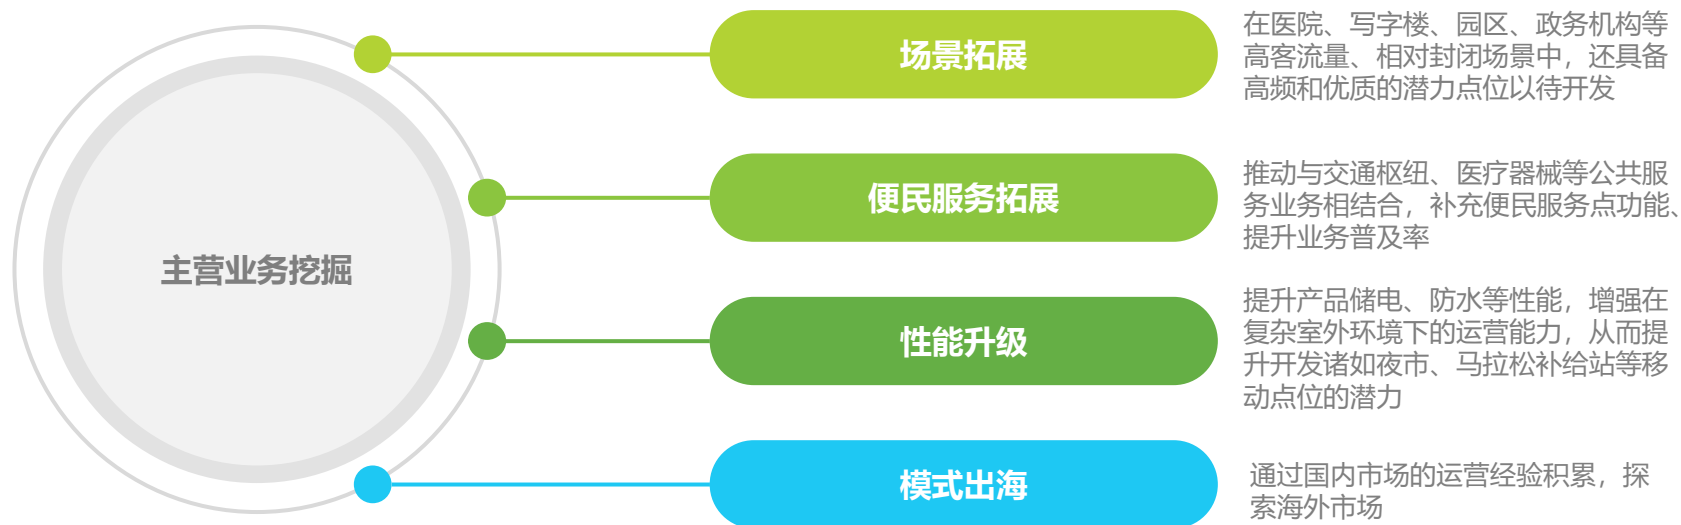 主营业务挖掘
场景拓展
在医院、写字楼、园区、政务机构等
高客流量、相对封闭场景中，还具备
高频和优质的潜力点位以待开发
便民服务拓展
推动与交通枢纽、医疗器械等公共服
务业务相结合，补充便民服务点功能、
提升业务普及率
性能升级
提升产品储电、防水等性能，增强在
复杂室外环境下的运营能力，从而提
升开发诸如夜市、马拉松补给站等移
动点位的潜力
模式出海
通过国内市场的运营经验积累，探
索海外市场